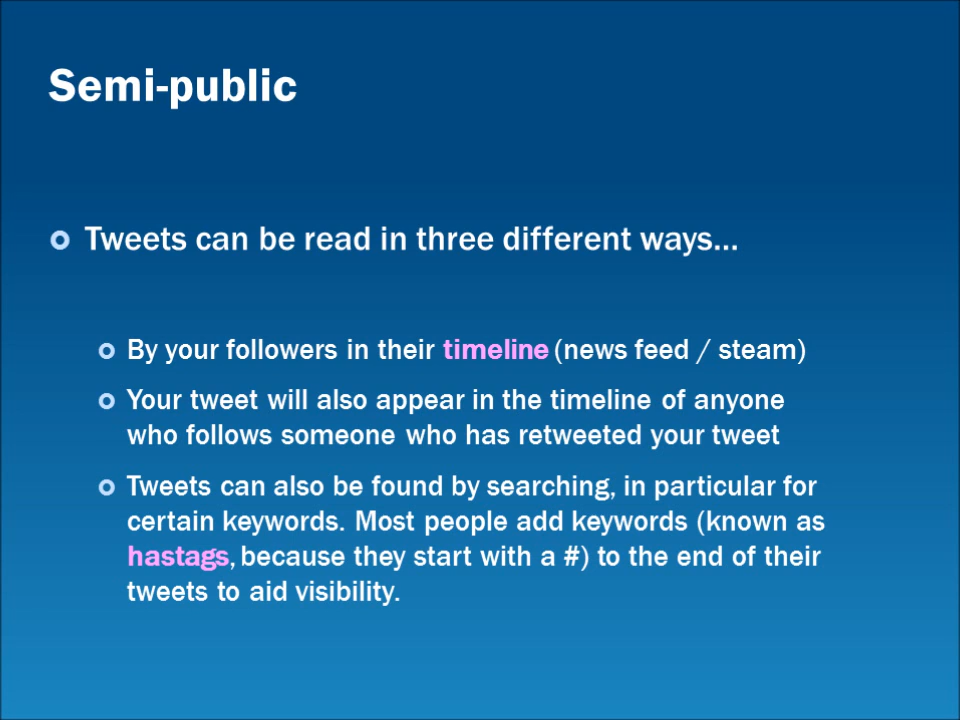 Semi-public
Tweets can be read in three different ways...
By your followers in their timeline (news feed / steam)
Your tweet will also appear in the timeline of anyone
who follows someone who has retweeted your tweet
Tweets can also be found by searching, in particular for
certain keywords. Most people add keywords (known as
hastags, because they start with a #) to the end of their
tweets to aid visibility.